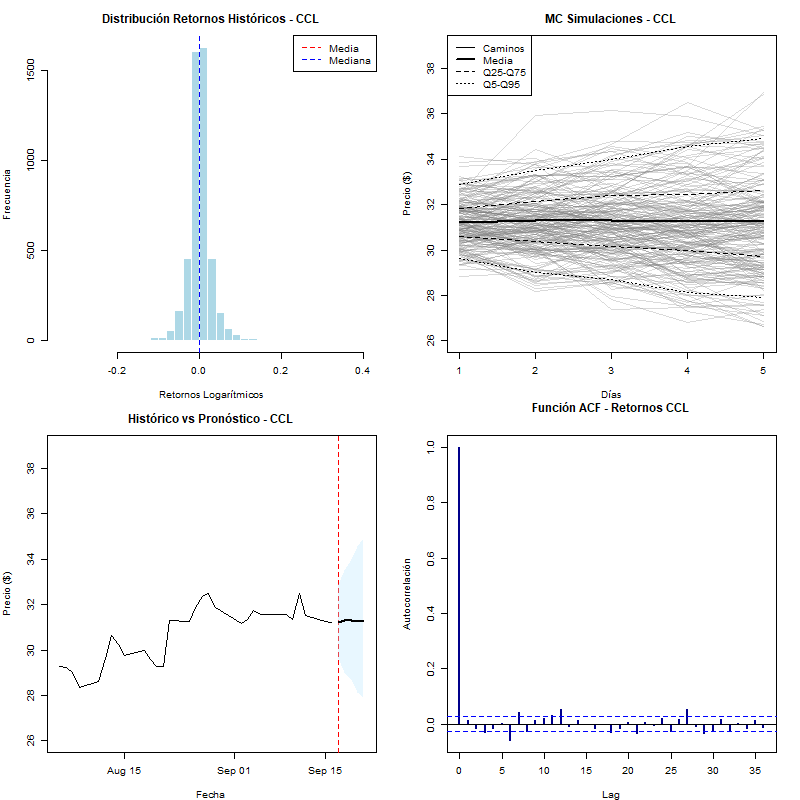 Distribución Retornos Históricos - CCL
Media
Mediana
Frecuencia
0
500
1000
1500
-0.2
0.0
0.2
0.4
Retornos Logarítmicos
MC Simulaciones - CCL
Caminos
Media
Q25-Q75
Q5-Q95
Precio ($)
26
28
30
32
34
36
38
1
2
3
4
5
Días
Histórico vs Pronóstico - CCL
Precio ($)
26
28
30
32
34
36
38
Aug 15
Sep 01
Sep 15
Fecha
Función ACF - Retornos CCL
Autocorrelación
0.0
0.2
0.4
0.6
0.8
1.0
0
5
10
15
20
25
30
35
Lag